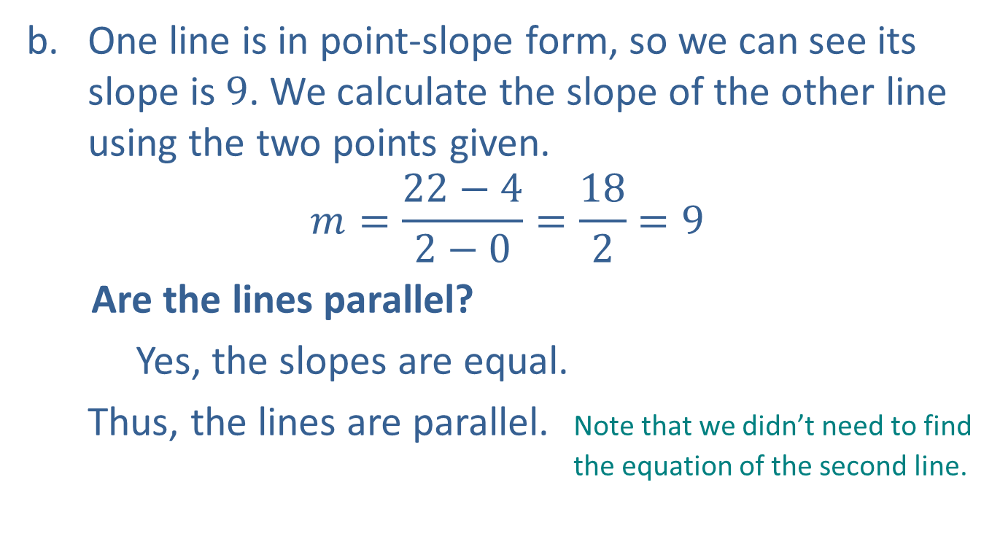 b. One line is in point-slope form, so we can see its
slope is 9. We calculate the slope of the other line
using the two points given.
m = \frac{22 − 4}{2 − 0} = \frac{18}{2} = 9
Are the lines parallel?
Yes, the slopes are equal.
Thus, the lines are parallel.
Note that we didn’t need to find
the equation of the second line.